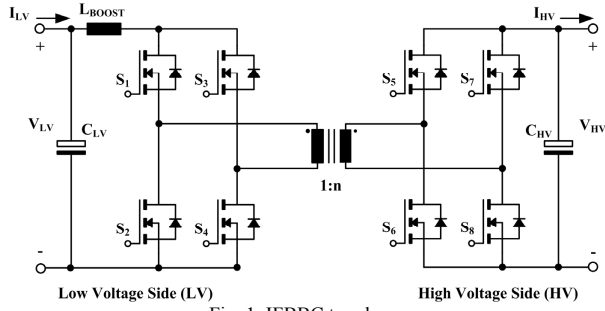 I_LV
L_BOOST
I_HV
+
+
S_1
S_3
S_5
S_7
V_LV
C_LV
C_HV
V_HV
1:n
S_2
S_4
S_6
S_8
-
-
Low Voltage Side (LV)
High Voltage Side (HV)